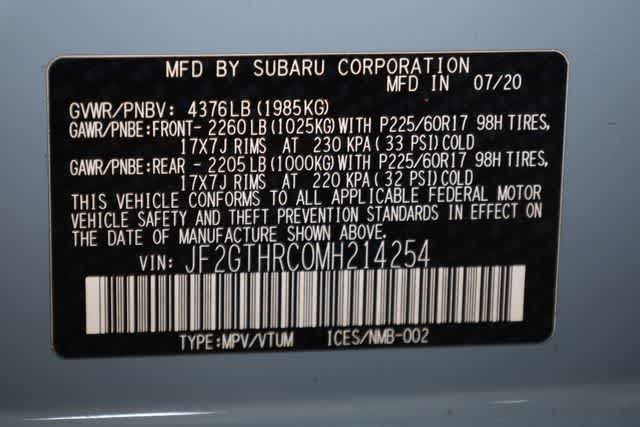 MFD BY SUBARU CORPORATION
MFD IN 07/20
GVWR/PNBV: 4376LB (1985KG)
GAWR/PNBE:FRONT- 2260LB (1025KG)WITH P225/60R17 98H TIRES,
17X7J RIMS AT 230 KPA (33 PSI)COLD
GAWR/PNBE:REAR - 2205LB (1000KG)WITH P225/60R17 98H TIRES,
17X7J RIMS AT 220 KPA (32 PSI)COLD
THIS VEHICLE CONFORMS TO ALL APPLICABLE FEDERAL MOTOR
VEHICLE SAFETY AND THEFT PREVENTION STANDARDS IN EFFECT ON
THE DATE OF MANUFACTURE SHOWN ABOVE.
VIN: JF2GTHRC0MH214254
TYPE:MPV/VTUM ICES/NMB-002